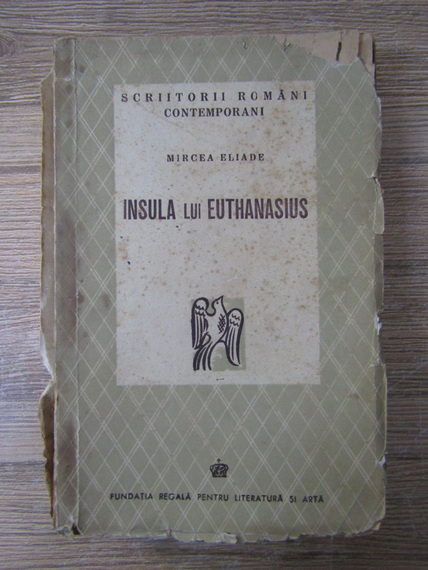 SCRIITORII ROMÂNI
CONTEMPORANI
MIRCEA ELIADE
INSULA LUI EUTHANASIUS
FUNDAȚIA REGALĂ PENTRU LITERATURĂ ȘI ARTĂ